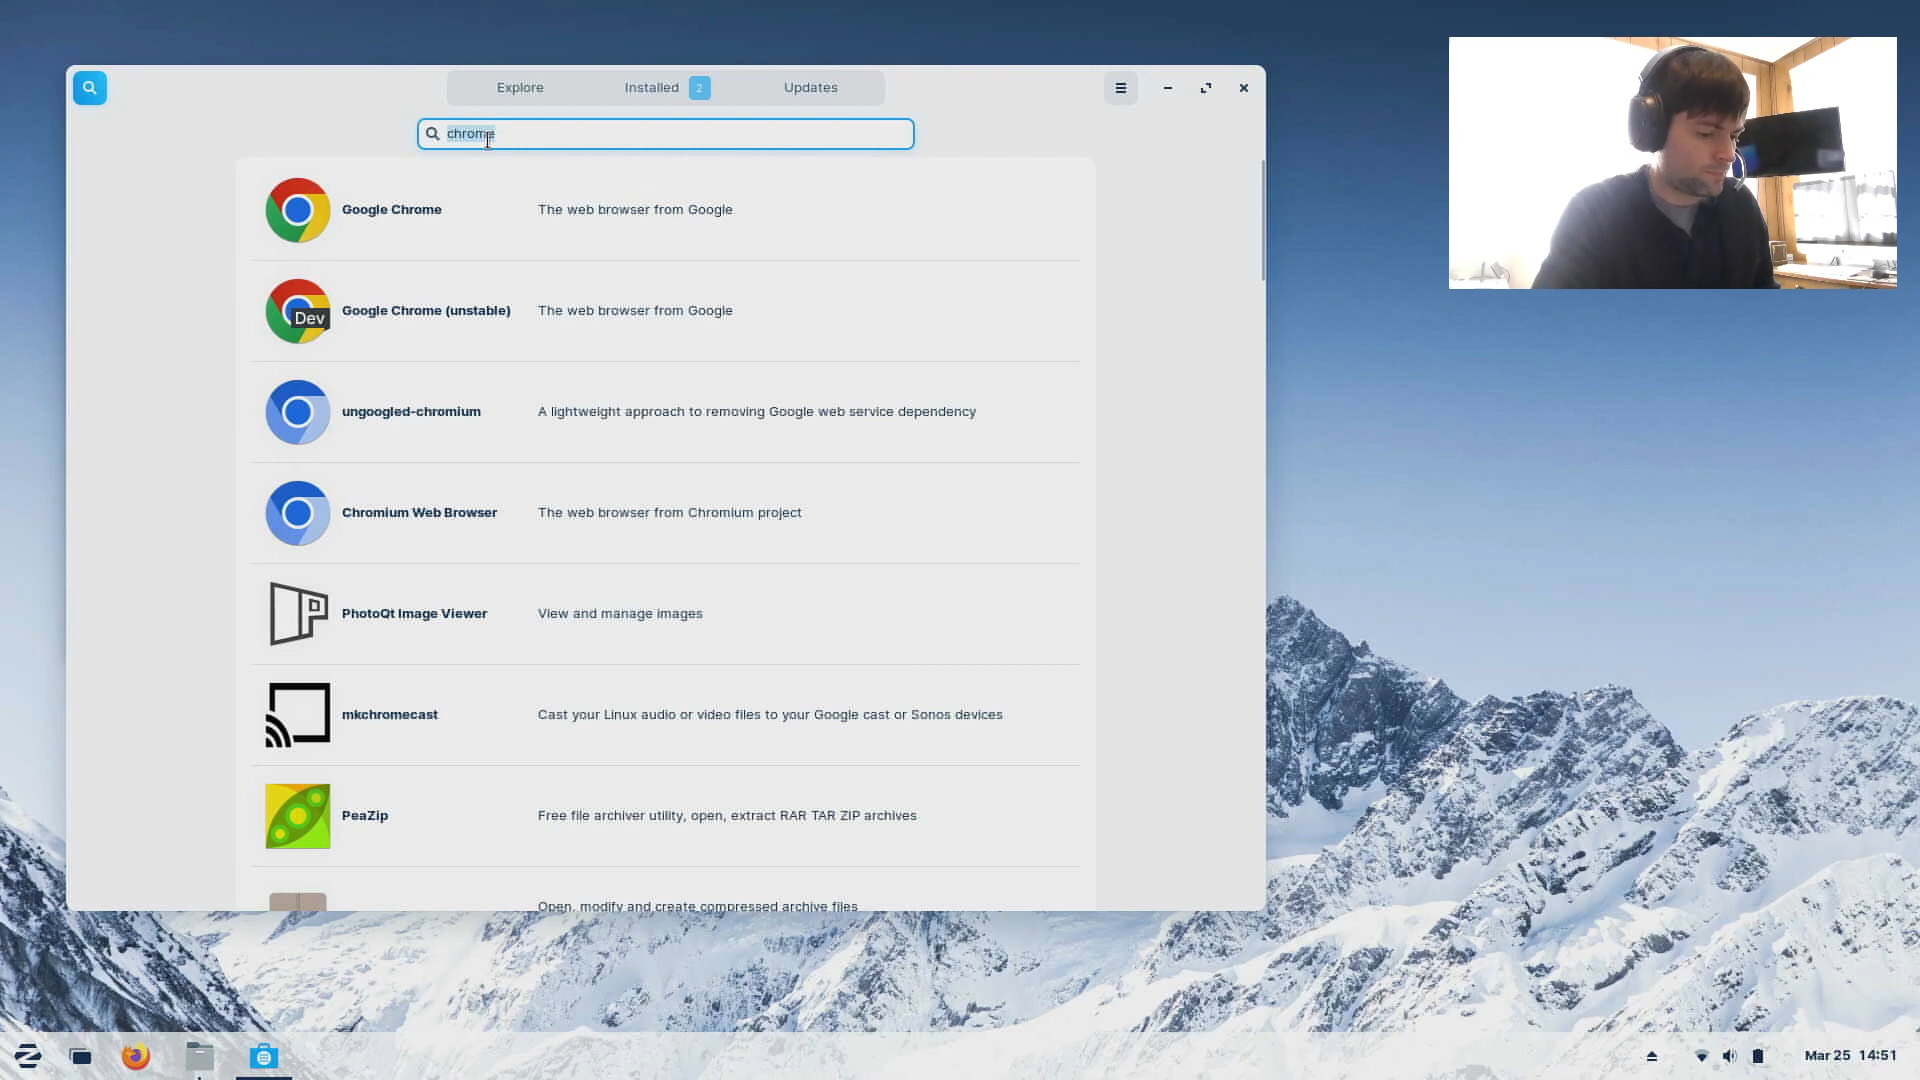 Explore
Installed 2
Updates
chrome
Google Chrome
The web browser from Google
Dev
Google Chrome (unstable)
The web browser from Google
ungoogled-chromium
A lightweight approach to removing Google web service dependency
Chromium Web Browser
The web browser from Chromium project
PhotoQt Image Viewer
View and manage images
mkchromecast
Cast your Linux audio or video files to your Google cast or Sonos devices
PeaZip
Free file archiver utility, open, extract RAR TAR ZIP archives
Open, modify and create compressed archive files
Mar 25 14:51